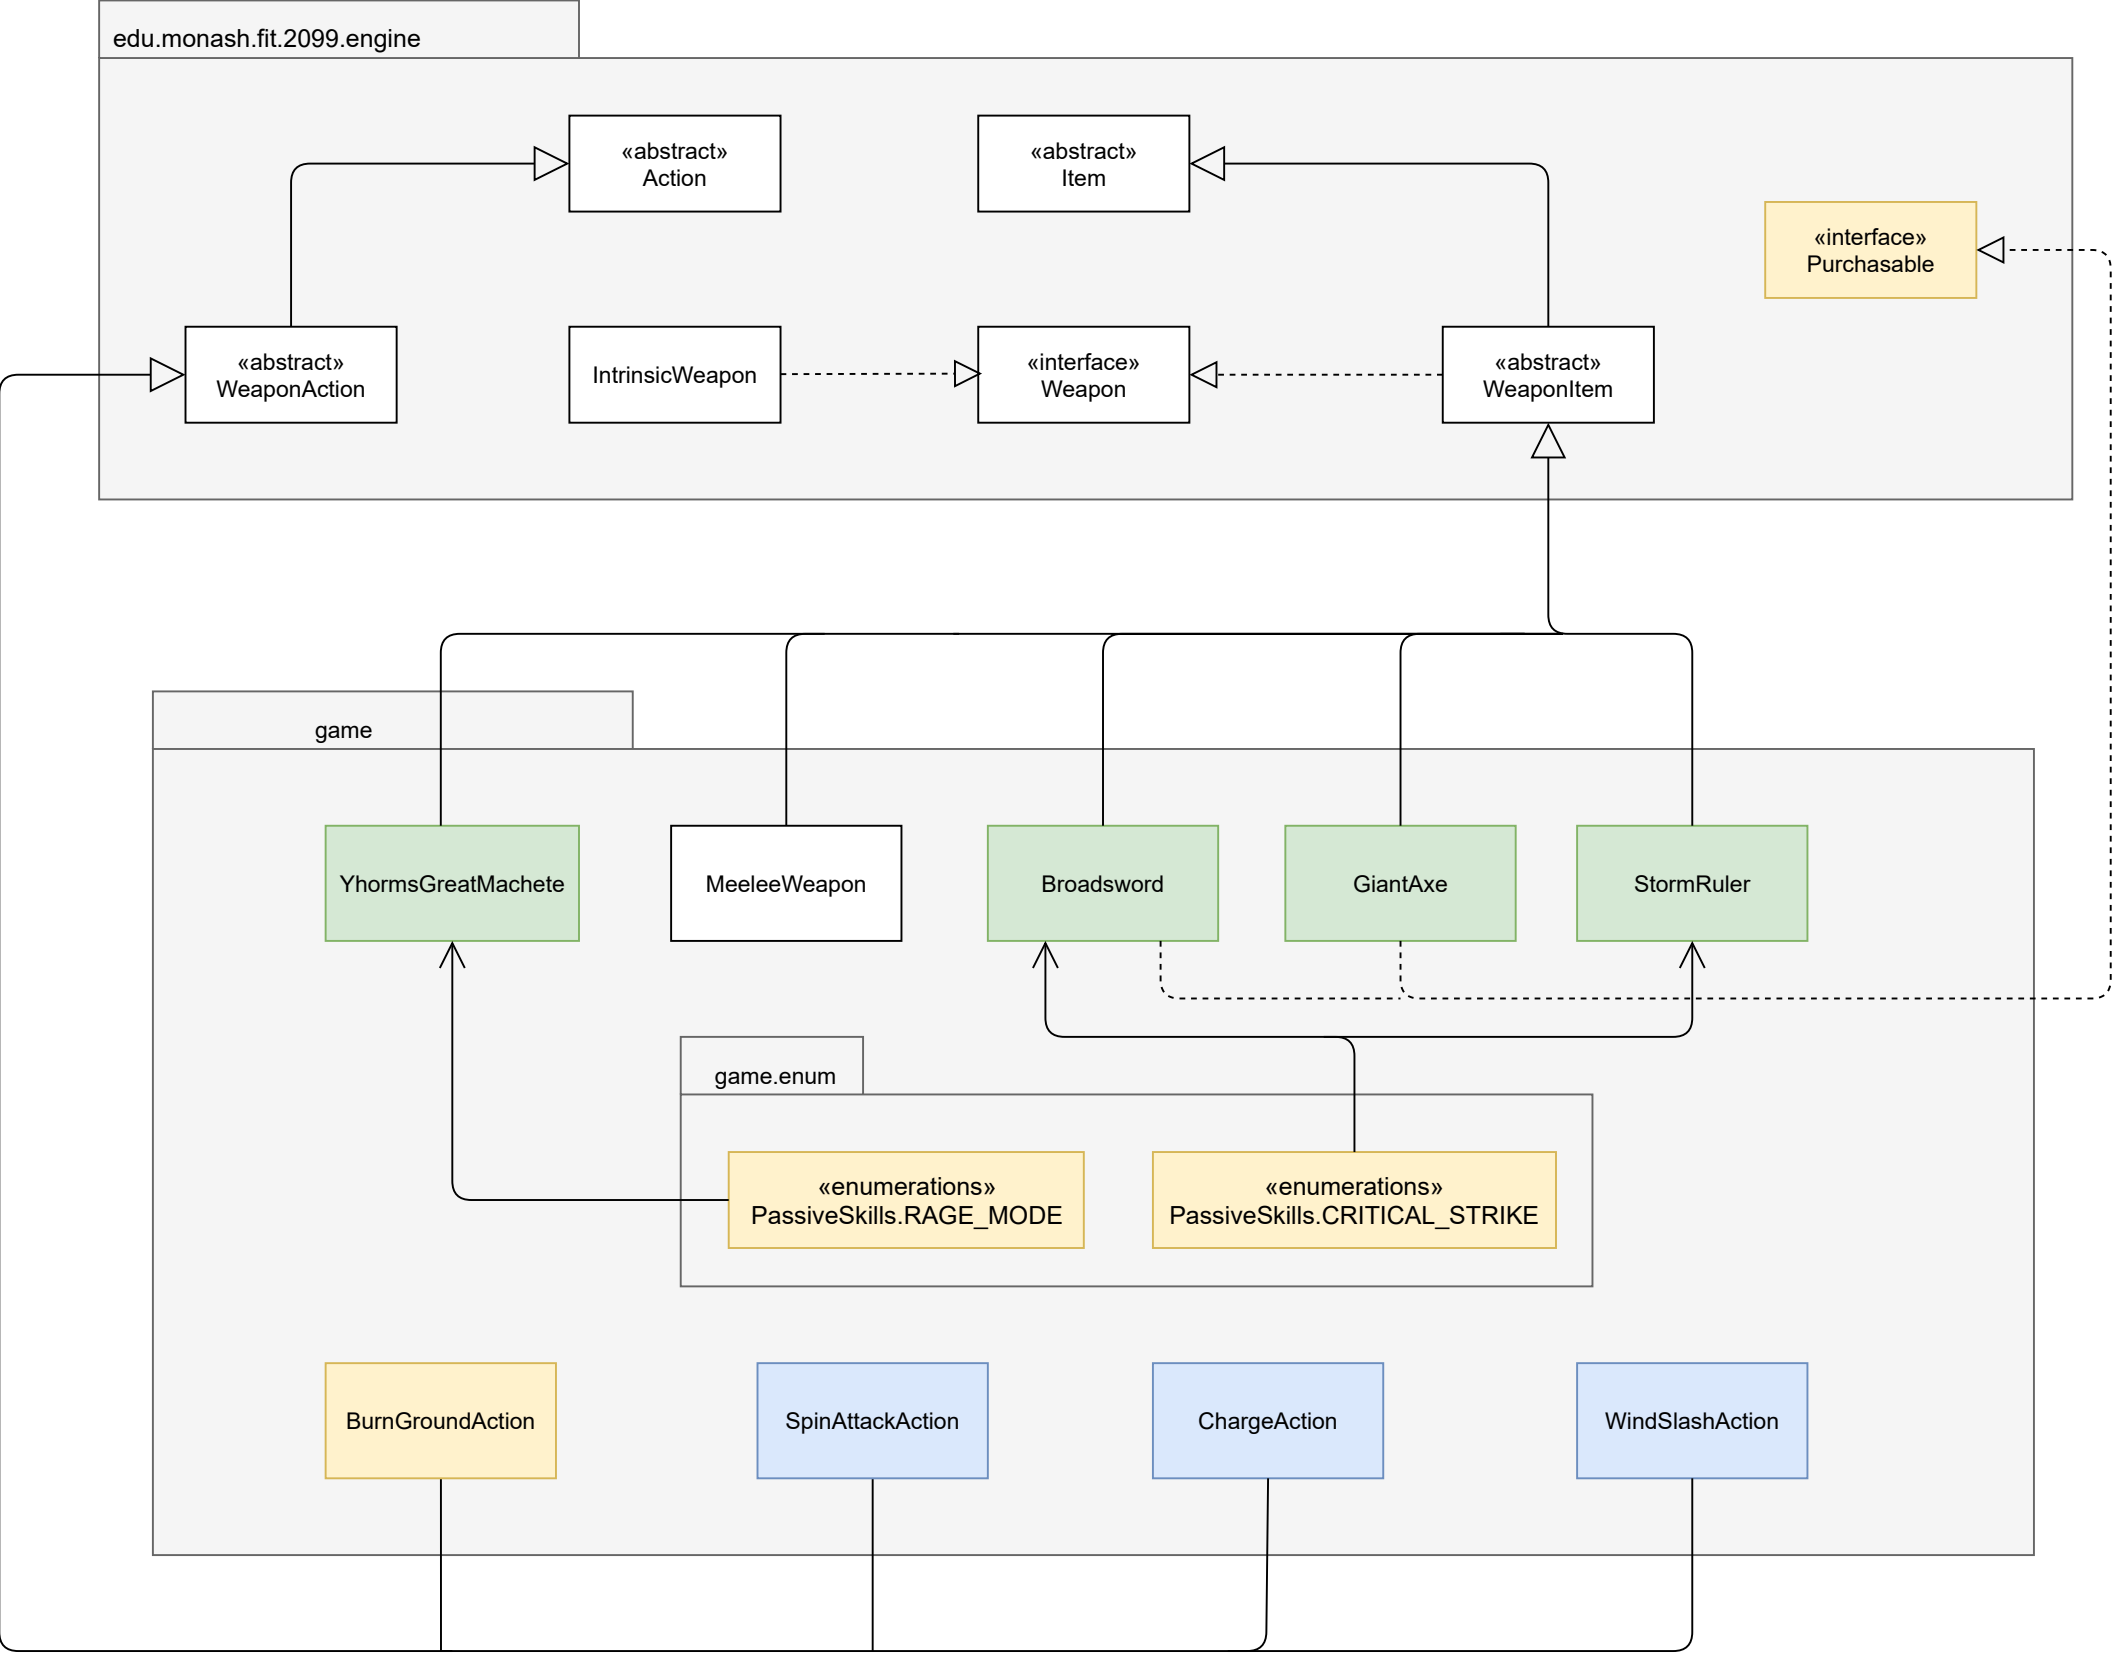 edu.monash.fit.2099.engine
«abstract»
Action
«abstract»
Item
«interface»
Purchasable
«abstract»
WeaponAction
IntrinsicWeapon
«interface»
Weapon
«abstract»
WeaponItem
game
YhormsGreatMachete
MeeleeWeapon
Broadsword
GiantAxe
StormRuler
game.enum
«enumerations»
PassiveSkills.RAGE_MODE
«enumerations»
PassiveSkills.CRITICAL_STRIKE
BurnGroundAction
SpinAttackAction
ChargeAction
WindSlashAction